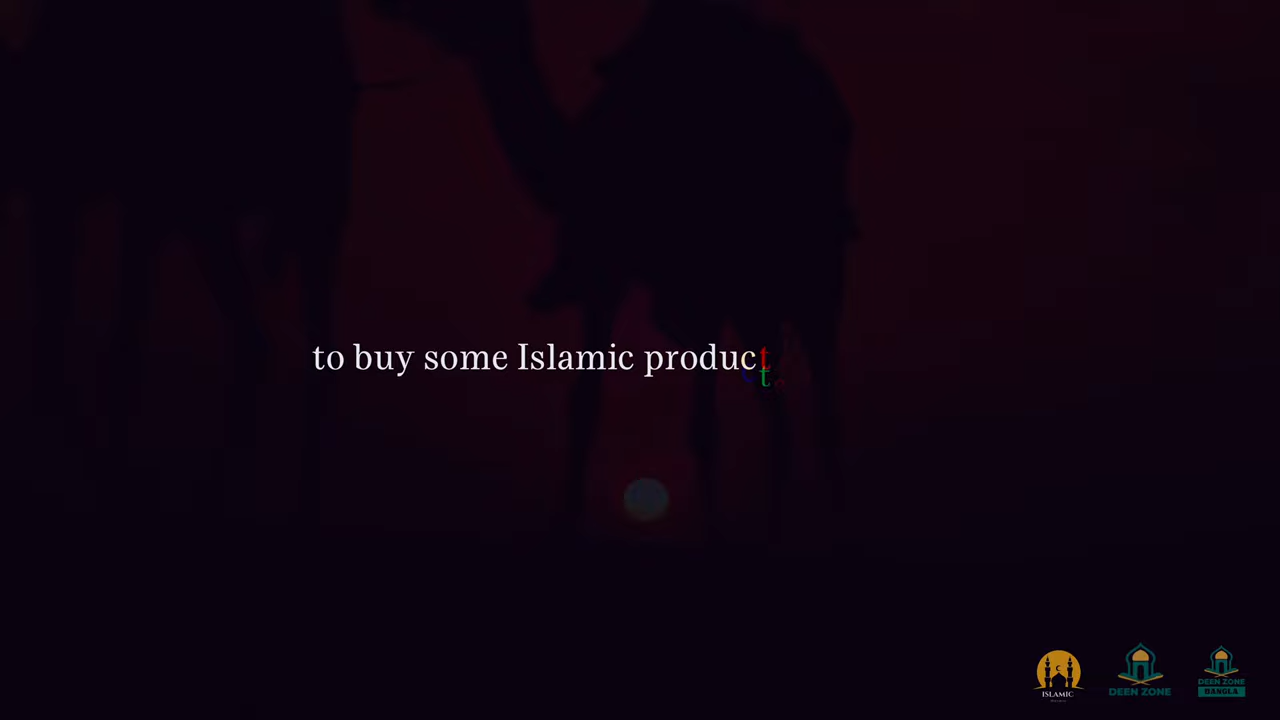 to buy some Islamic product
ISLAMIC
DEEN ZONE
DEEN ZONE
BANGLA